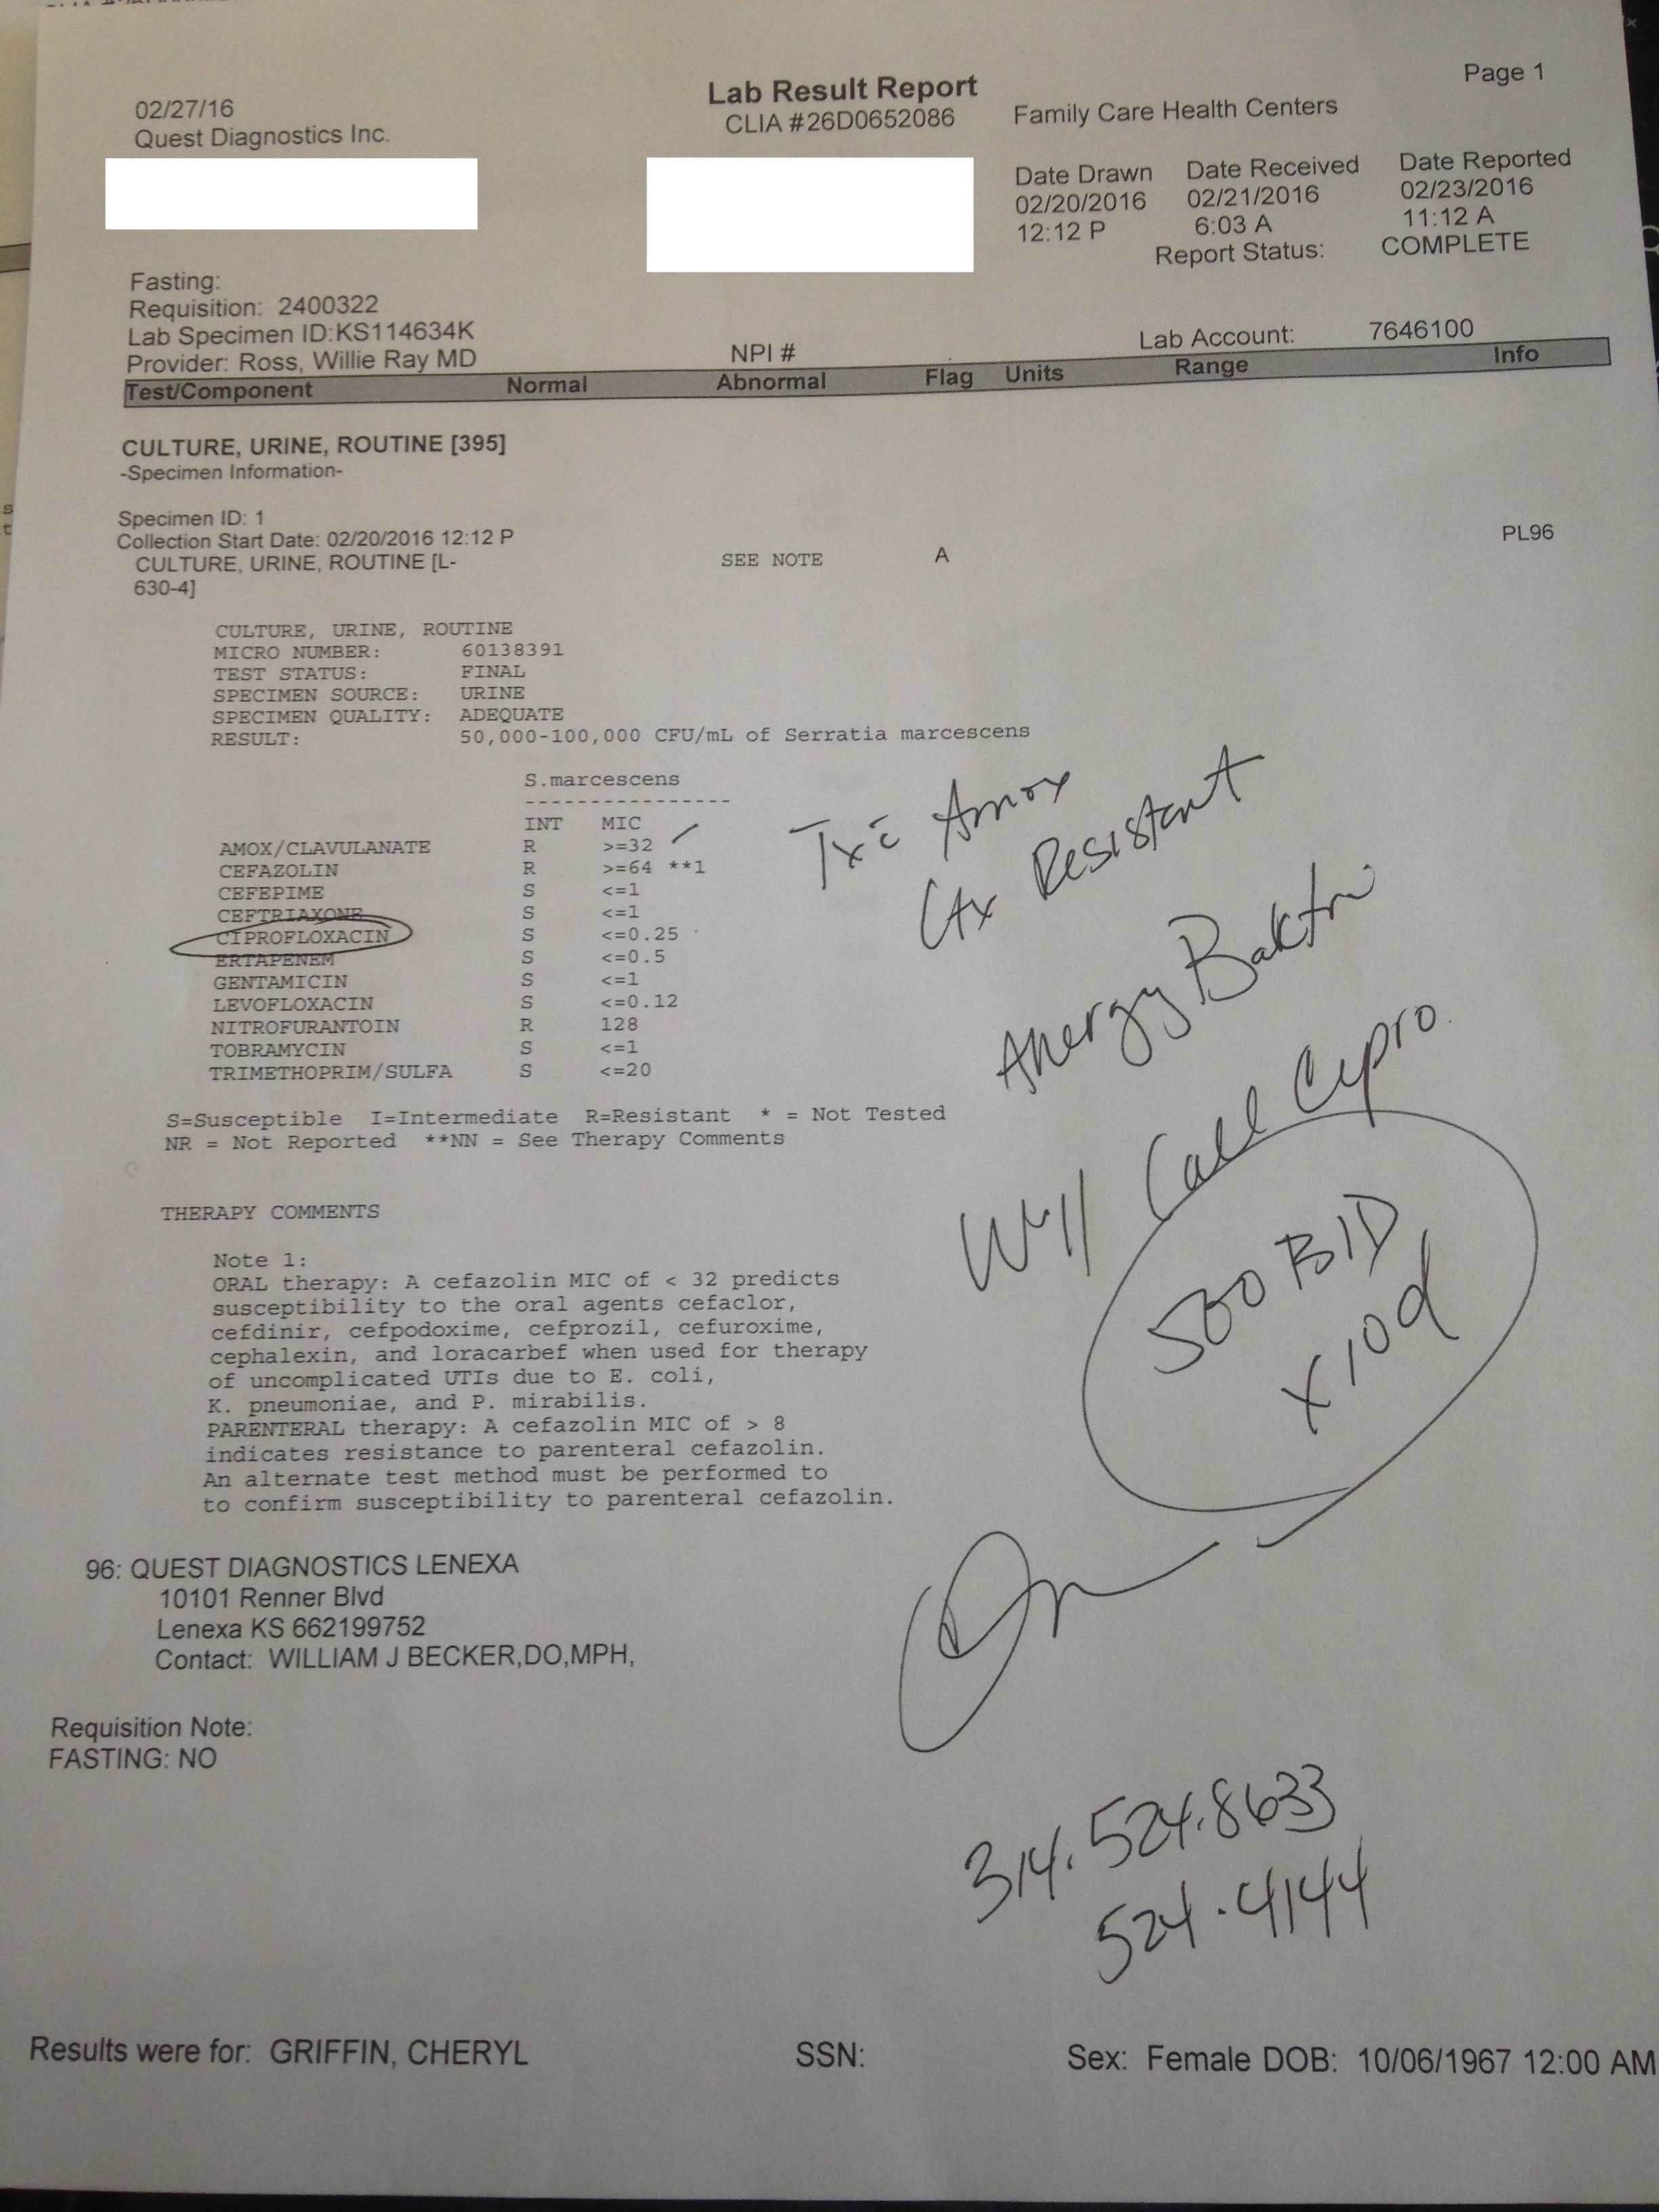 02/27/16
Quest Diagnostics Inc.
Lab Result Report
CLIA #26D0652086
Family Care Health Centers
Page 1
Date Drawn Date Received Date Reported
02/20/2016 02/21/2016 02/23/2016
12:12 P 6:03 A 11:12 A
Report Status: COMPLETE
Fasting:
Requisition: 2400322
Lab Specimen ID:KS114634K
Provider: Ross, Willie Ray MD
NPI #
Lab Account: 7646100
Test/Component Normal Abnormal Flag Units Range Info
CULTURE, URINE, ROUTINE [395]
-Specimen Information-
Specimen ID: 1
Collection Start Date: 02/20/2016 12:12 P
PL96
CULTURE, URINE, ROUTINE [L- SEE NOTE A
630-4]
CULTURE, URINE, ROUTINE
MICRO NUMBER: 60138391
TEST STATUS: FINAL
SPECIMEN SOURCE: URINE
SPECIMEN QUALITY: ADEQUATE
RESULT: 50,000-100,000 CFU/mL of Serratia marcescens
S.marcescens
----------------
INT MIC
AMOX/CLAVULANATE R >=32
CEFAZOLIN R >=64 **1
CEFEPIME S <=1
CEFTRIAXONE S <=1
CIPROFLOXACIN S <=0.25
ERTAPENEM S <=0.5
GENTAMICIN S <=1
LEVOFLOXACIN S <=0.12
NITROFURANTOIN R 128
TOBRAMYCIN S <=1
TRIMETHOPRIM/SULFA S <=20
Amox
Resistant
Allergy Baktri
Will Call Cipro
500 BID
x10d
S=Susceptible I=Intermediate R=Resistant * = Not Tested
NR = Not Reported **NN = See Therapy Comments
THERAPY COMMENTS
Note 1:
ORAL therapy: A cefazolin MIC of < 32 predicts
susceptibility to the oral agents cefaclor,
cefdinir, cefpodoxime, cefprozil, cefuroxime,
cephalexin, and loracarbef when used for therapy
of uncomplicated UTIs due to E. coli,
K. pneumoniae, and P. mirabilis.
PARENTERAL therapy: A cefazolin MIC of > 8
indicates resistance to parenteral cefazolin.
An alternate test method must be performed to
to confirm susceptibility to parenteral cefazolin.
96: QUEST DIAGNOSTICS LENEXA
10101 Renner Blvd
Lenexa KS 662199752
Contact: WILLIAM J BECKER,DO,MPH,
Requisition Note:
FASTING: NO
314.524.8633
524.4144
Results were for: GRIFFIN, CHERYL SSN: Sex: Female DOB: 10/06/1967 12:00 AM